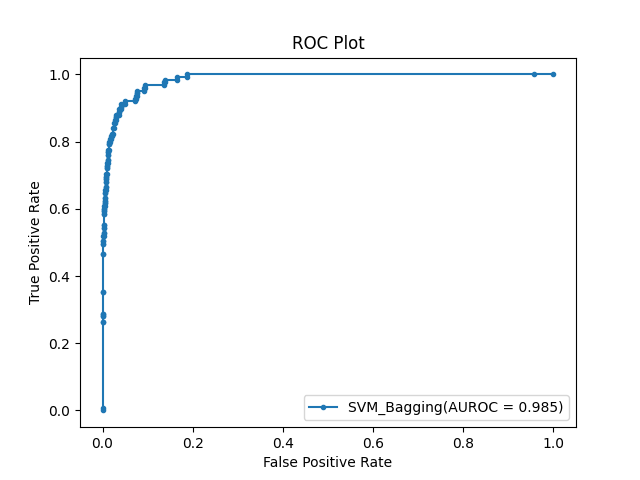 ROC Plot
1.0
0.8
0.6
0.4
0.2
0.0
True Positive Rate
0.0 0.2 0.4 0.6 0.8 1.0
False Positive Rate
SVM_Bagging(AUROC = 0.985)